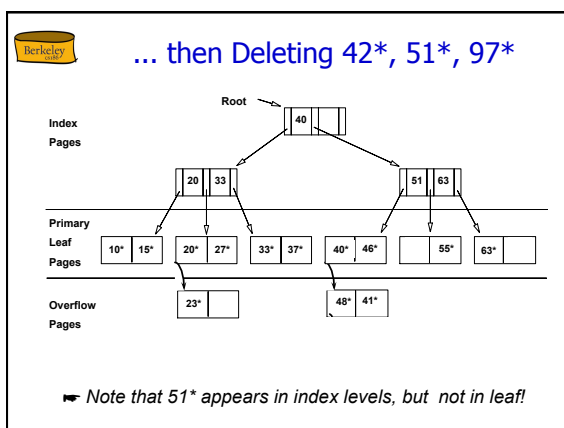 Berkeley
cs186
... then Deleting 42*, 51*, 97*
Root
Index
Pages
40
20 33
51 63
Primary
Leaf
Pages
10* 15*
20* 27*
33* 37*
40* 46*
55*
63*
Overflow
Pages
23*
48* 41*
☛ Note that 51* appears in index levels, but not in leaf!